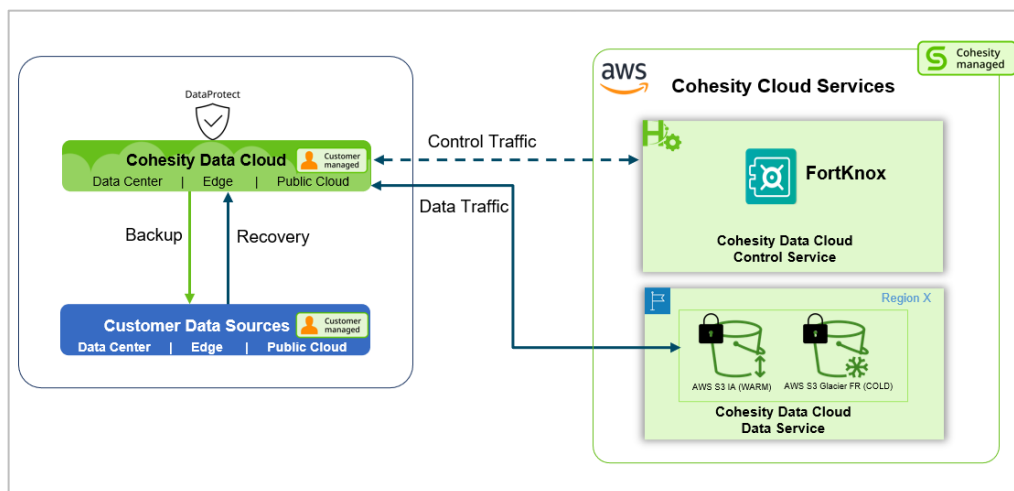 DataProtect
Cohesity Data Cloud
Customer
managed
Data Center | Edge | Public Cloud
Backup
Recovery
Customer Data Sources
Customer
managed
Data Center | Edge | Public Cloud
Control Traffic
Data Traffic
Cohesity
managed
aws
Cohesity Cloud Services
H
FortKnox
Cohesity Data Cloud
Control Service
Region X
AWS S3 IA (WARM)
AWS S3 Glacier FR (COLD)
Cohesity Data Cloud
Data Service